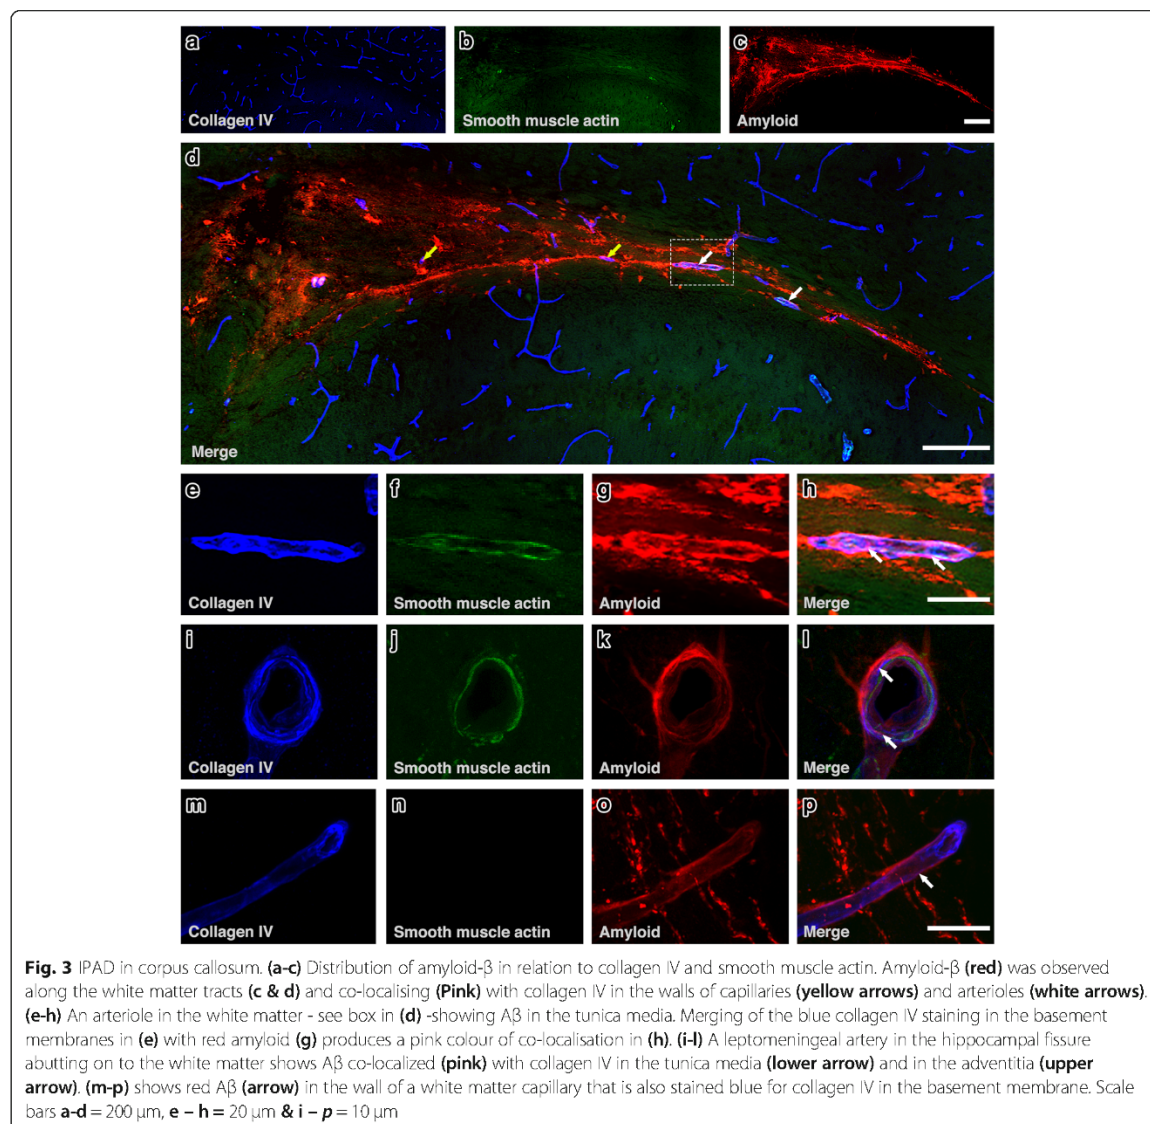 a
b
c
Collagen IV
Smooth muscle actin
Amyloid
d
Merge
e
f
g
h
Collagen IV
Smooth muscle actin
Amyloid
Merge
i
j
k
l
Collagen IV
Smooth muscle actin
Amyloid
Merge
m
n
o
p
Collagen IV
Smooth muscle actin
Amyloid
Merge
Fig. 3 IPAD in corpus callosum. (a-c) Distribution of amyloid-β in relation to collagen IV and smooth muscle actin. Amyloid-β (red) was observed
along the white matter tracts (c & d) and co-localising (Pink) with collagen IV in the walls of capillaries (yellow arrows) and arterioles (white arrows).
(e-h) An arteriole in the white matter - see box in (d) -showing Aβ in the tunica media. Merging of the blue collagen IV staining in the basement
membranes in (e) with red amyloid (g) produces a pink colour of co-localisation in (h). (i-l) A leptomeningeal artery in the hippocampal fissure
abutting on to the white matter shows Aβ co-localized (pink) with collagen IV in the tunica media (lower arrow) and in the adventitia (upper
arrow). (m-p) shows red Aβ (arrow) in the wall of a white matter capillary that is also stained blue for collagen IV in the basement membrane. Scale
bars a-d = 200 μm, e – h = 20 μm & i – p = 10 μm